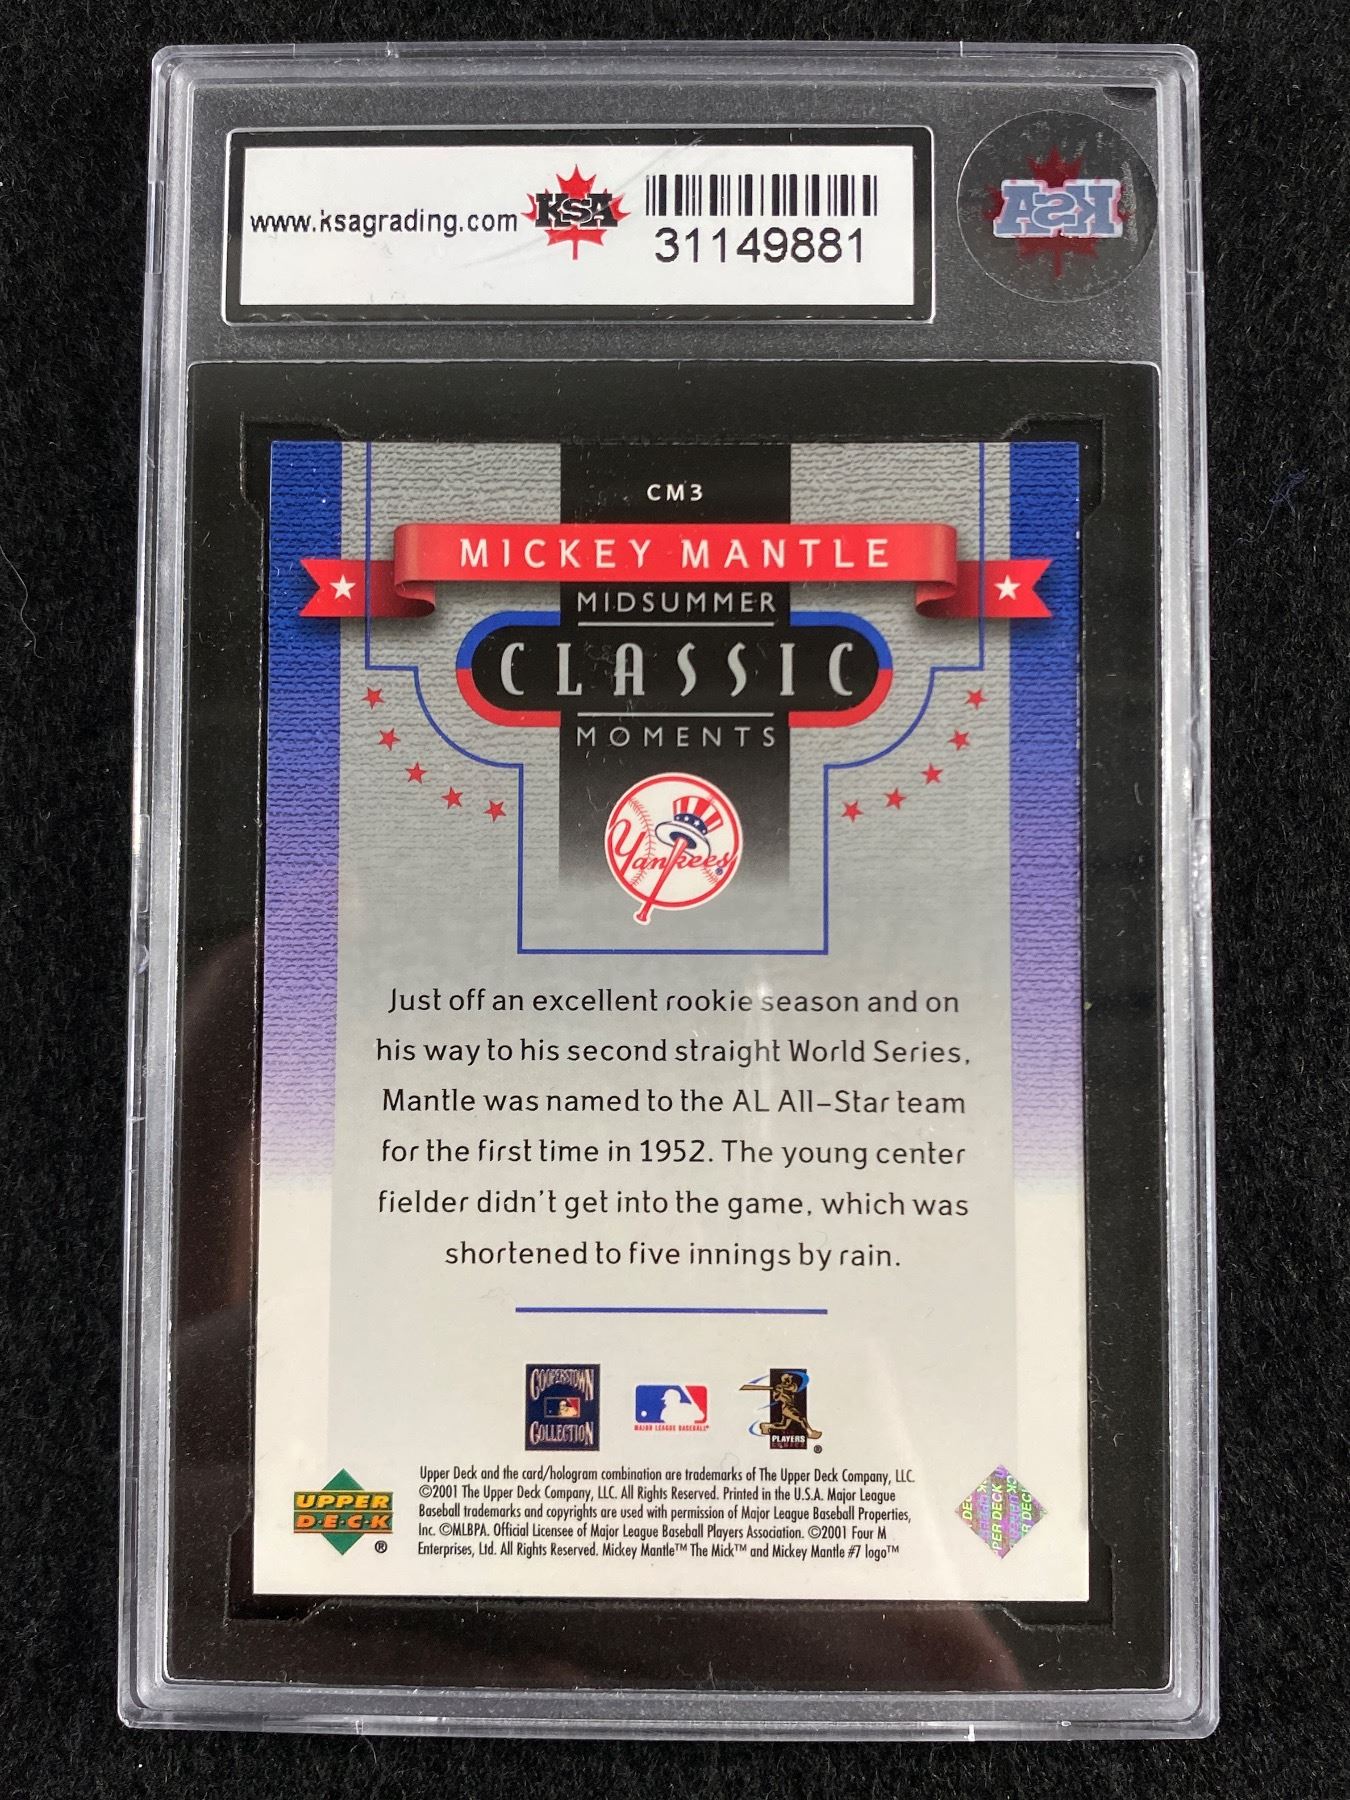 www.ksagrading.com KSA
31149881
KSA
CM3
MICKEY MANTLE
MIDSUMMER
CLASSIC
MOMENTS
Yankees
Just off an excellent rookie season and on
his way to his second straight World Series,
Mantle was named to the AL All-Star team
for the first time in 1952. The young center
fielder didn't get into the game, which was
shortened to five innings by rain.
COOPERSTOWN
COLLECTION
MAJOR LEAGUE BASEBALL
PLAYERS
CHOICE
UPPER
D·E·C·K
®
Upper Deck and the card/hologram combination are trademarks of The Upper Deck Company, LLC.
©2001 The Upper Deck Company, LLC. All Rights Reserved. Printed in the U.S.A. Major League
Baseball trademarks and copyrights are used with permission of Major League Baseball Properties,
Inc. ©MLBPA. Official Licensee of Major League Baseball Players Association. ©2001 Four M
Enterprises, Ltd. All Rights Reserved. Mickey Mantle™ The Mick™ and Mickey Mantle #7 logo™
UPPER DECK